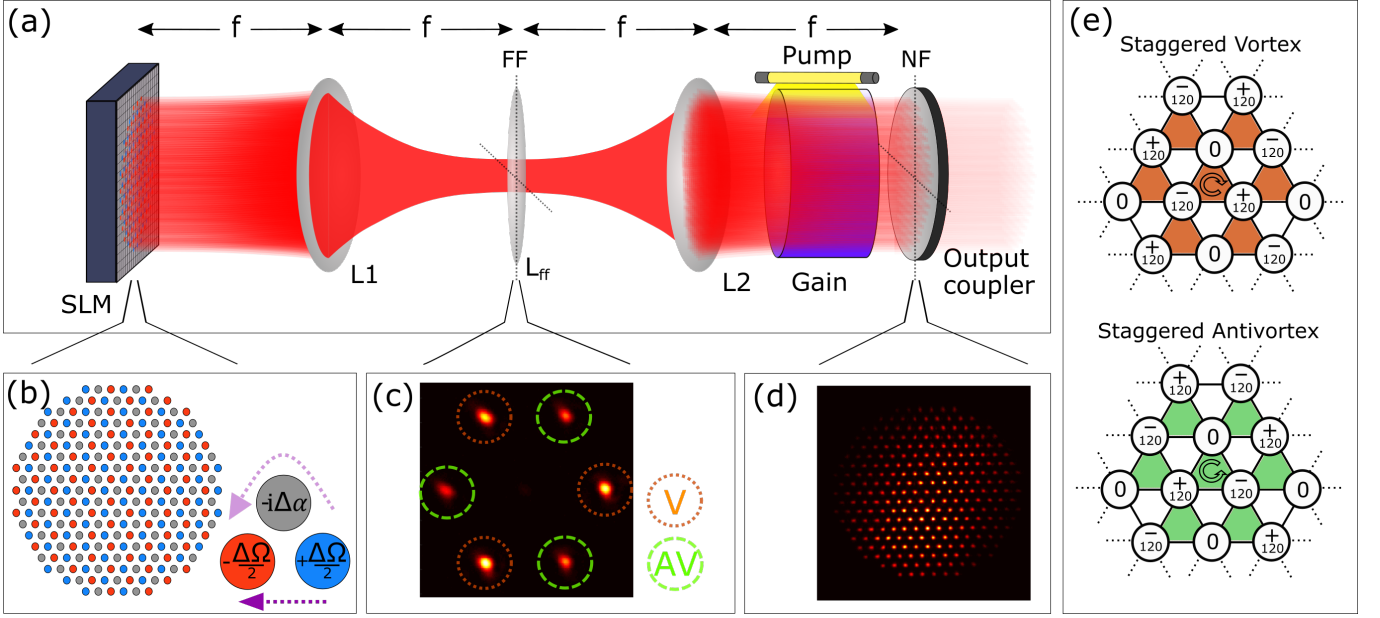 (a)
f f f f
FF
Pump
NF
SLM
L1
Lff
L2
Gain
Output
coupler
(b)
-iΔα
-ΔΩ/2
+ΔΩ/2
(c)
V
AV
(d)
(e)
Staggered Vortex
−120 +120
+120 0 −120
0 −120 +120 0
+120 0 −120
Staggered Antivortex
+120 −120
−120 0 +120
0 +120 −120 0
−120 0 +120